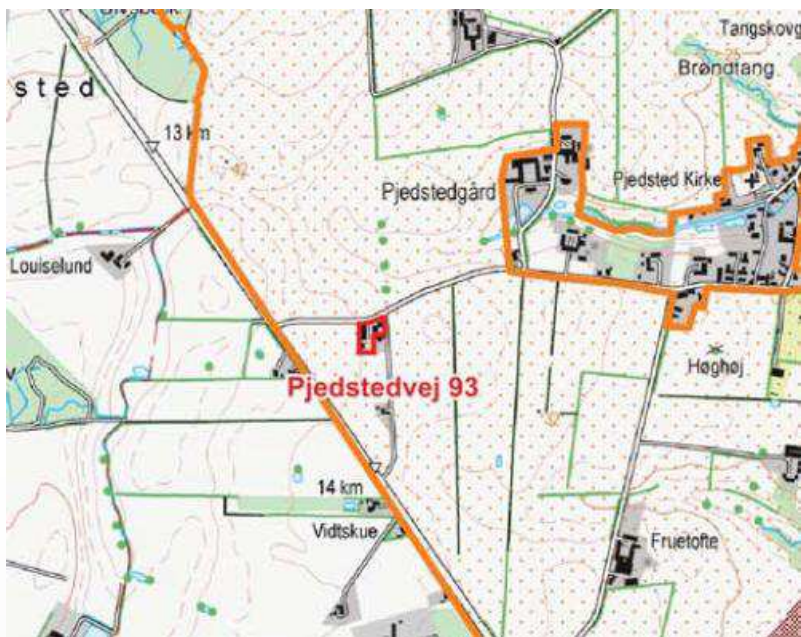 Tangskovg
Brøndtang
sted
13 km
Pjedsted Kirke
Pjedstedgård
Louiselund
Høghøj
Pjedstedvej 93
14 km
Vidtskue
Fruetofte